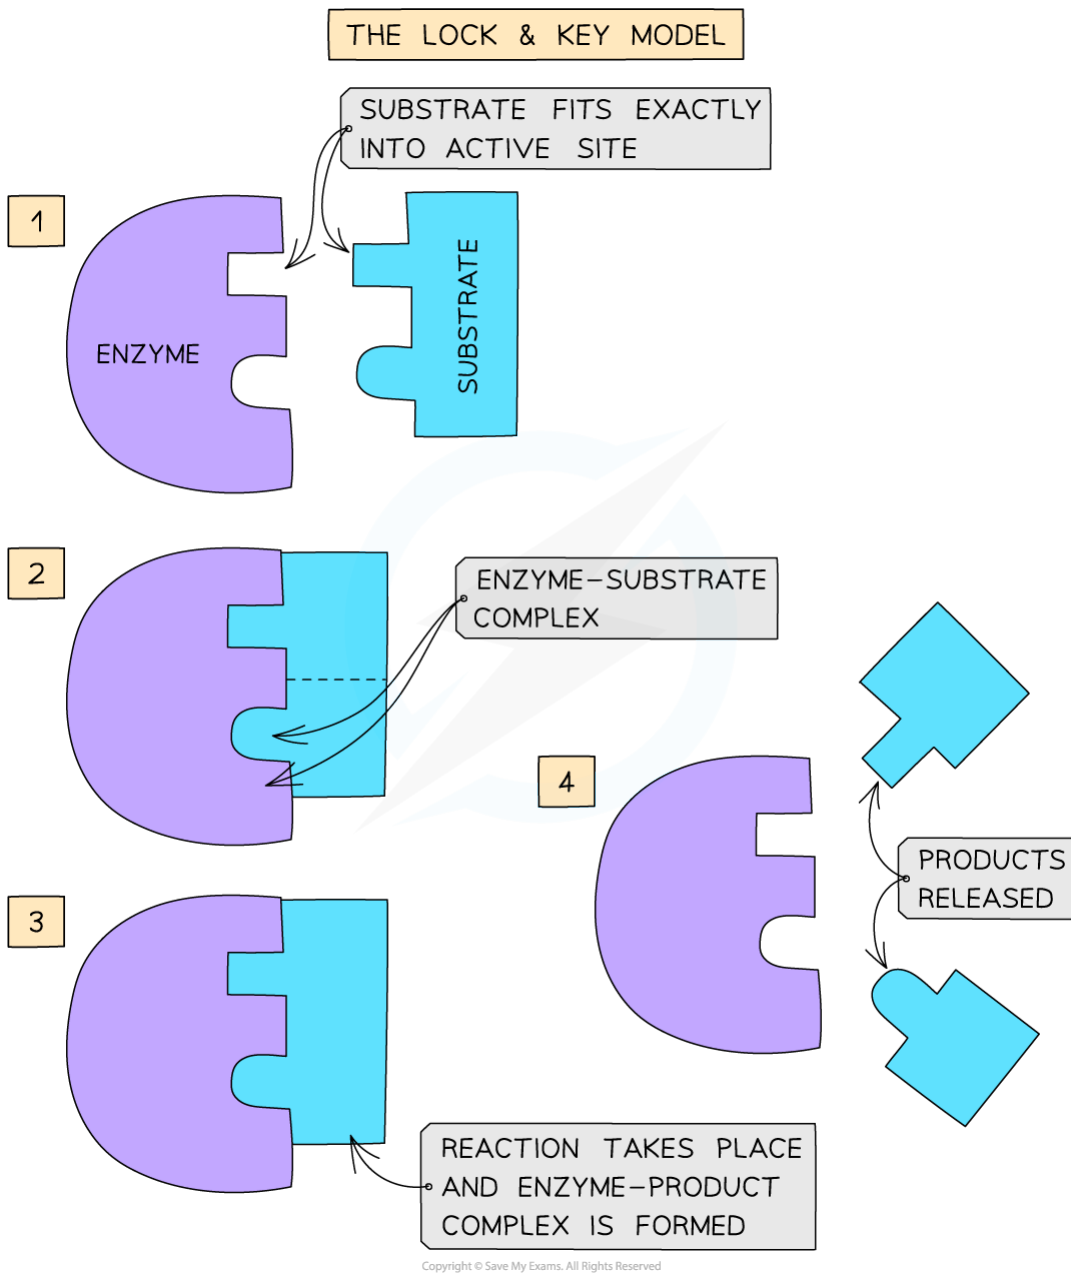 THE LOCK & KEY MODEL
SUBSTRATE FITS EXACTLY
INTO ACTIVE SITE
1
ENZYME
SUBSTRATE
2
ENZYME-SUBSTRATE
COMPLEX
4
PRODUCTS
RELEASED
3
REACTION TAKES PLACE
AND ENZYME-PRODUCT
COMPLEX IS FORMED
Copyright © Save My Exams. All Rights Reserved